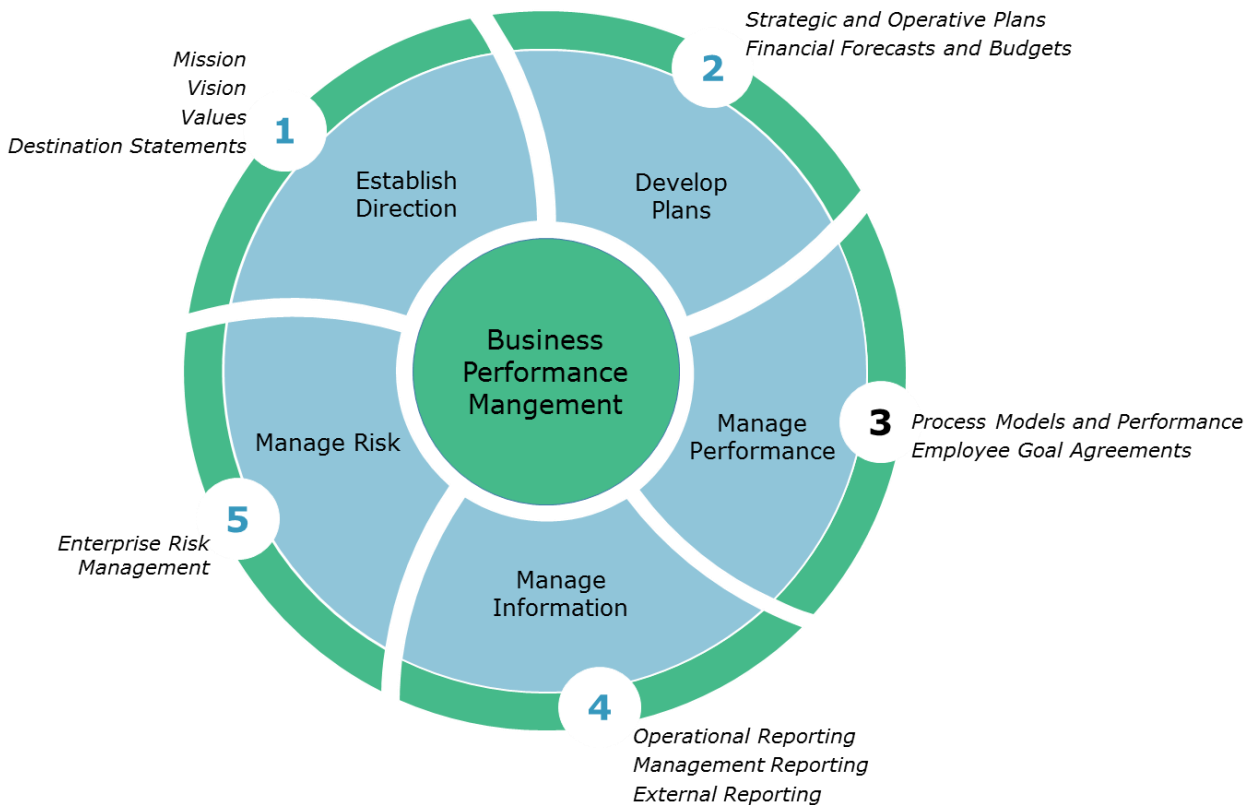 Mission
Vision
Values
Destination Statements
1
Establish
Direction
Strategic and Operative Plans
Financial Forecasts and Budgets
2
Develop
Plans
Business
Performance
Mangement
Manage
Performance
3
Process Models and Performance
Employee Goal Agreements
Manage
Information
4
Operational Reporting
Management Reporting
External Reporting
Manage Risk
5
Enterprise Risk
Management